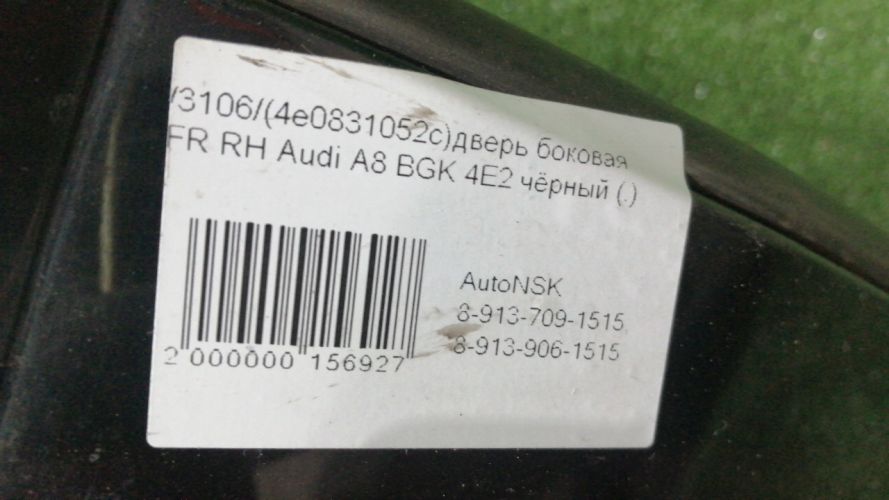 /3106/(4e0831052c)дверь боковая
FR RH Audi A8 BGK 4E2 чёрный (.)
AutoNSK
8-913-709-1515
8-913-906-1515
2 000000 156927